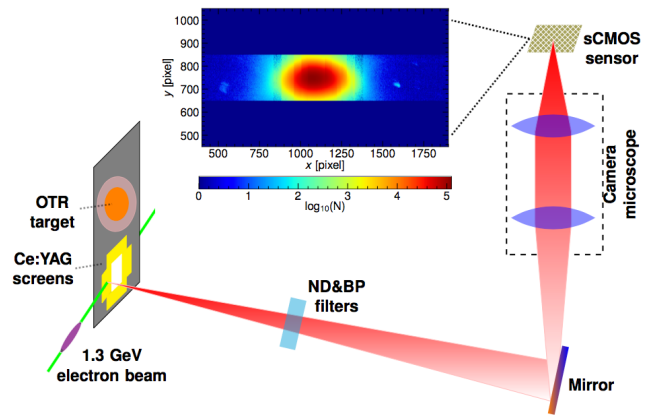 1000
900
800
700
600
500
y [pixel]
500
750
1000
1250
1500
1750
x [pixel]
0
1
2
3
4
5
log10(N)
sCMOS
sensor
Camera
microscope
OTR
target
Ce:YAG
screens
ND&BP
filters
1.3 GeV
electron beam
Mirror